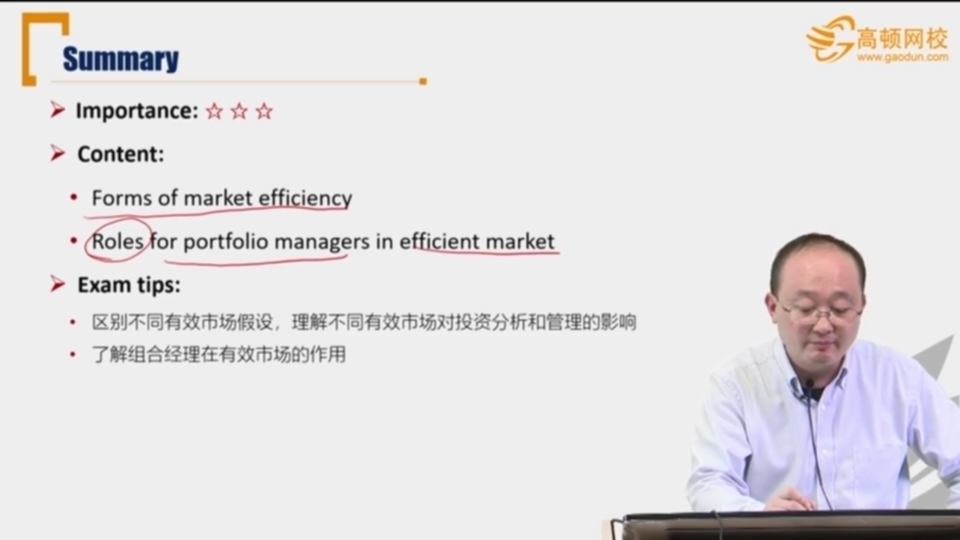 Summary
高顿网校
www.gaodun.com
Importance: ☆ ☆ ☆
Content:
Forms of market efficiency
Roles for portfolio managers in efficient market
Exam tips:
区别不同有效市场假设，理解不同有效市场对投资分析和管理的影响
了解组合经理在有效市场的作用